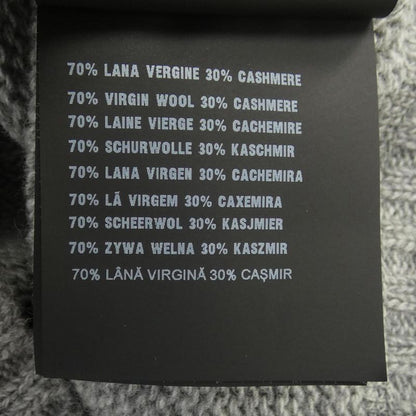 70% LANA VERGINE 30% CASHMERE
70% VIRGIN WOOL 30% CASHMERE
70% LAINE VIERGE 30% CACHEMIRE
70% SCHURWOLLE 30% KASCHMIR
70% LANA VIRGEN 30% CACHEMIRA
70% LÃ VIRGEM 30% CAXEMIRA
70% SCHEERWOL 30% KASJMIER
70% ZYWA WELNA 30% KASZMIR
70% LÂNĂ VIRGINĂ 30% CAȘMIR